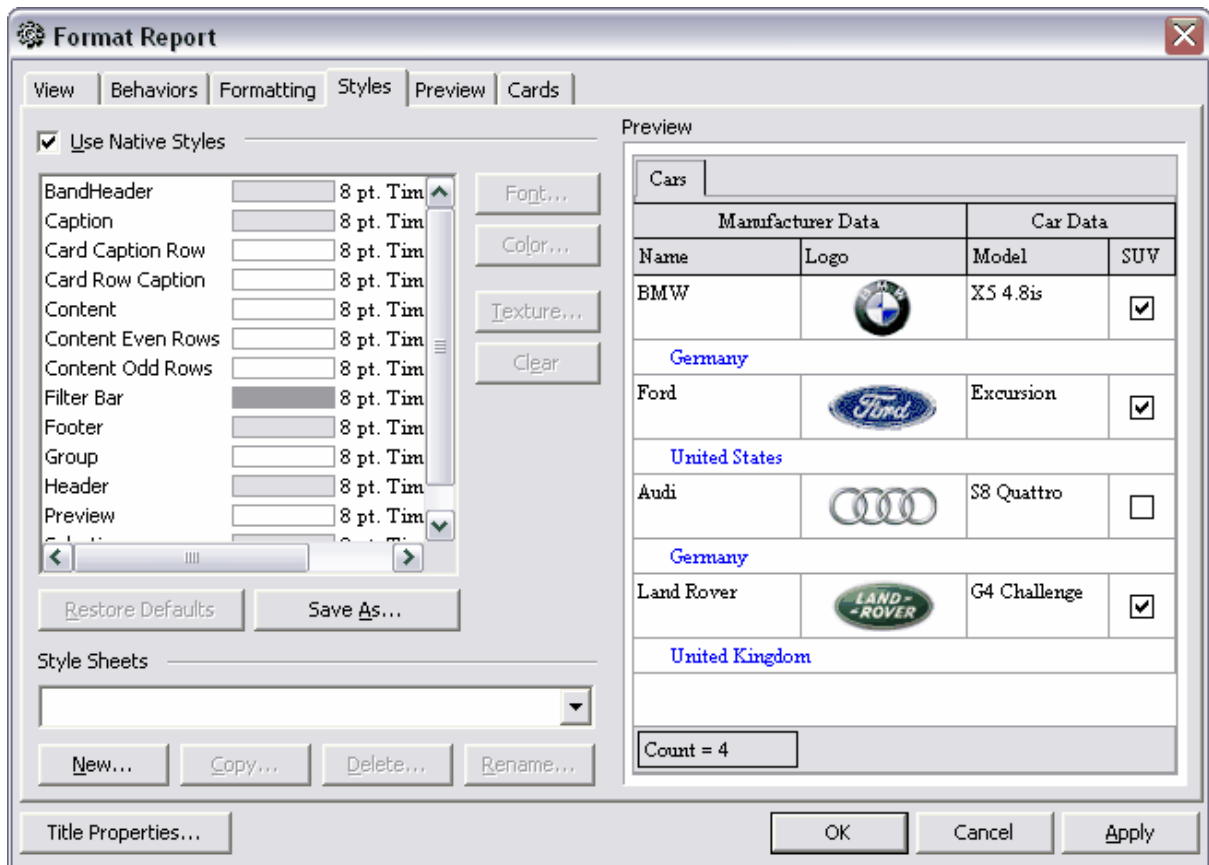 Format Report
View Behaviors Formatting Styles Preview Cards
Use Native Styles
BandHeader 8 pt. Tim
Caption 8 pt. Tim
Card Caption Row 8 pt. Tim
Card Row Caption 8 pt. Tim
Content 8 pt. Tim
Content Even Rows 8 pt. Tim
Content Odd Rows 8 pt. Tim
Filter Bar 8 pt. Tim
Footer 8 pt. Tim
Group 8 pt. Tim
Header 8 pt. Tim
Preview 8 pt. Tim
Font...
Color...
Texture...
Clear
Restore Defaults Save As...
Style Sheets
New... Copy... Delete... Rename...
Preview
Cars
Manufacturer Data Car Data
Name Logo Model SUV
BMW BMW X5 4.8is
Germany
Ford Ford Excursion
United States
Audi S8 Quattro
Germany
Land Rover LAND- G4 Challenge
-ROVER
United Kingdom
Count = 4
Title Properties... OK Cancel Apply